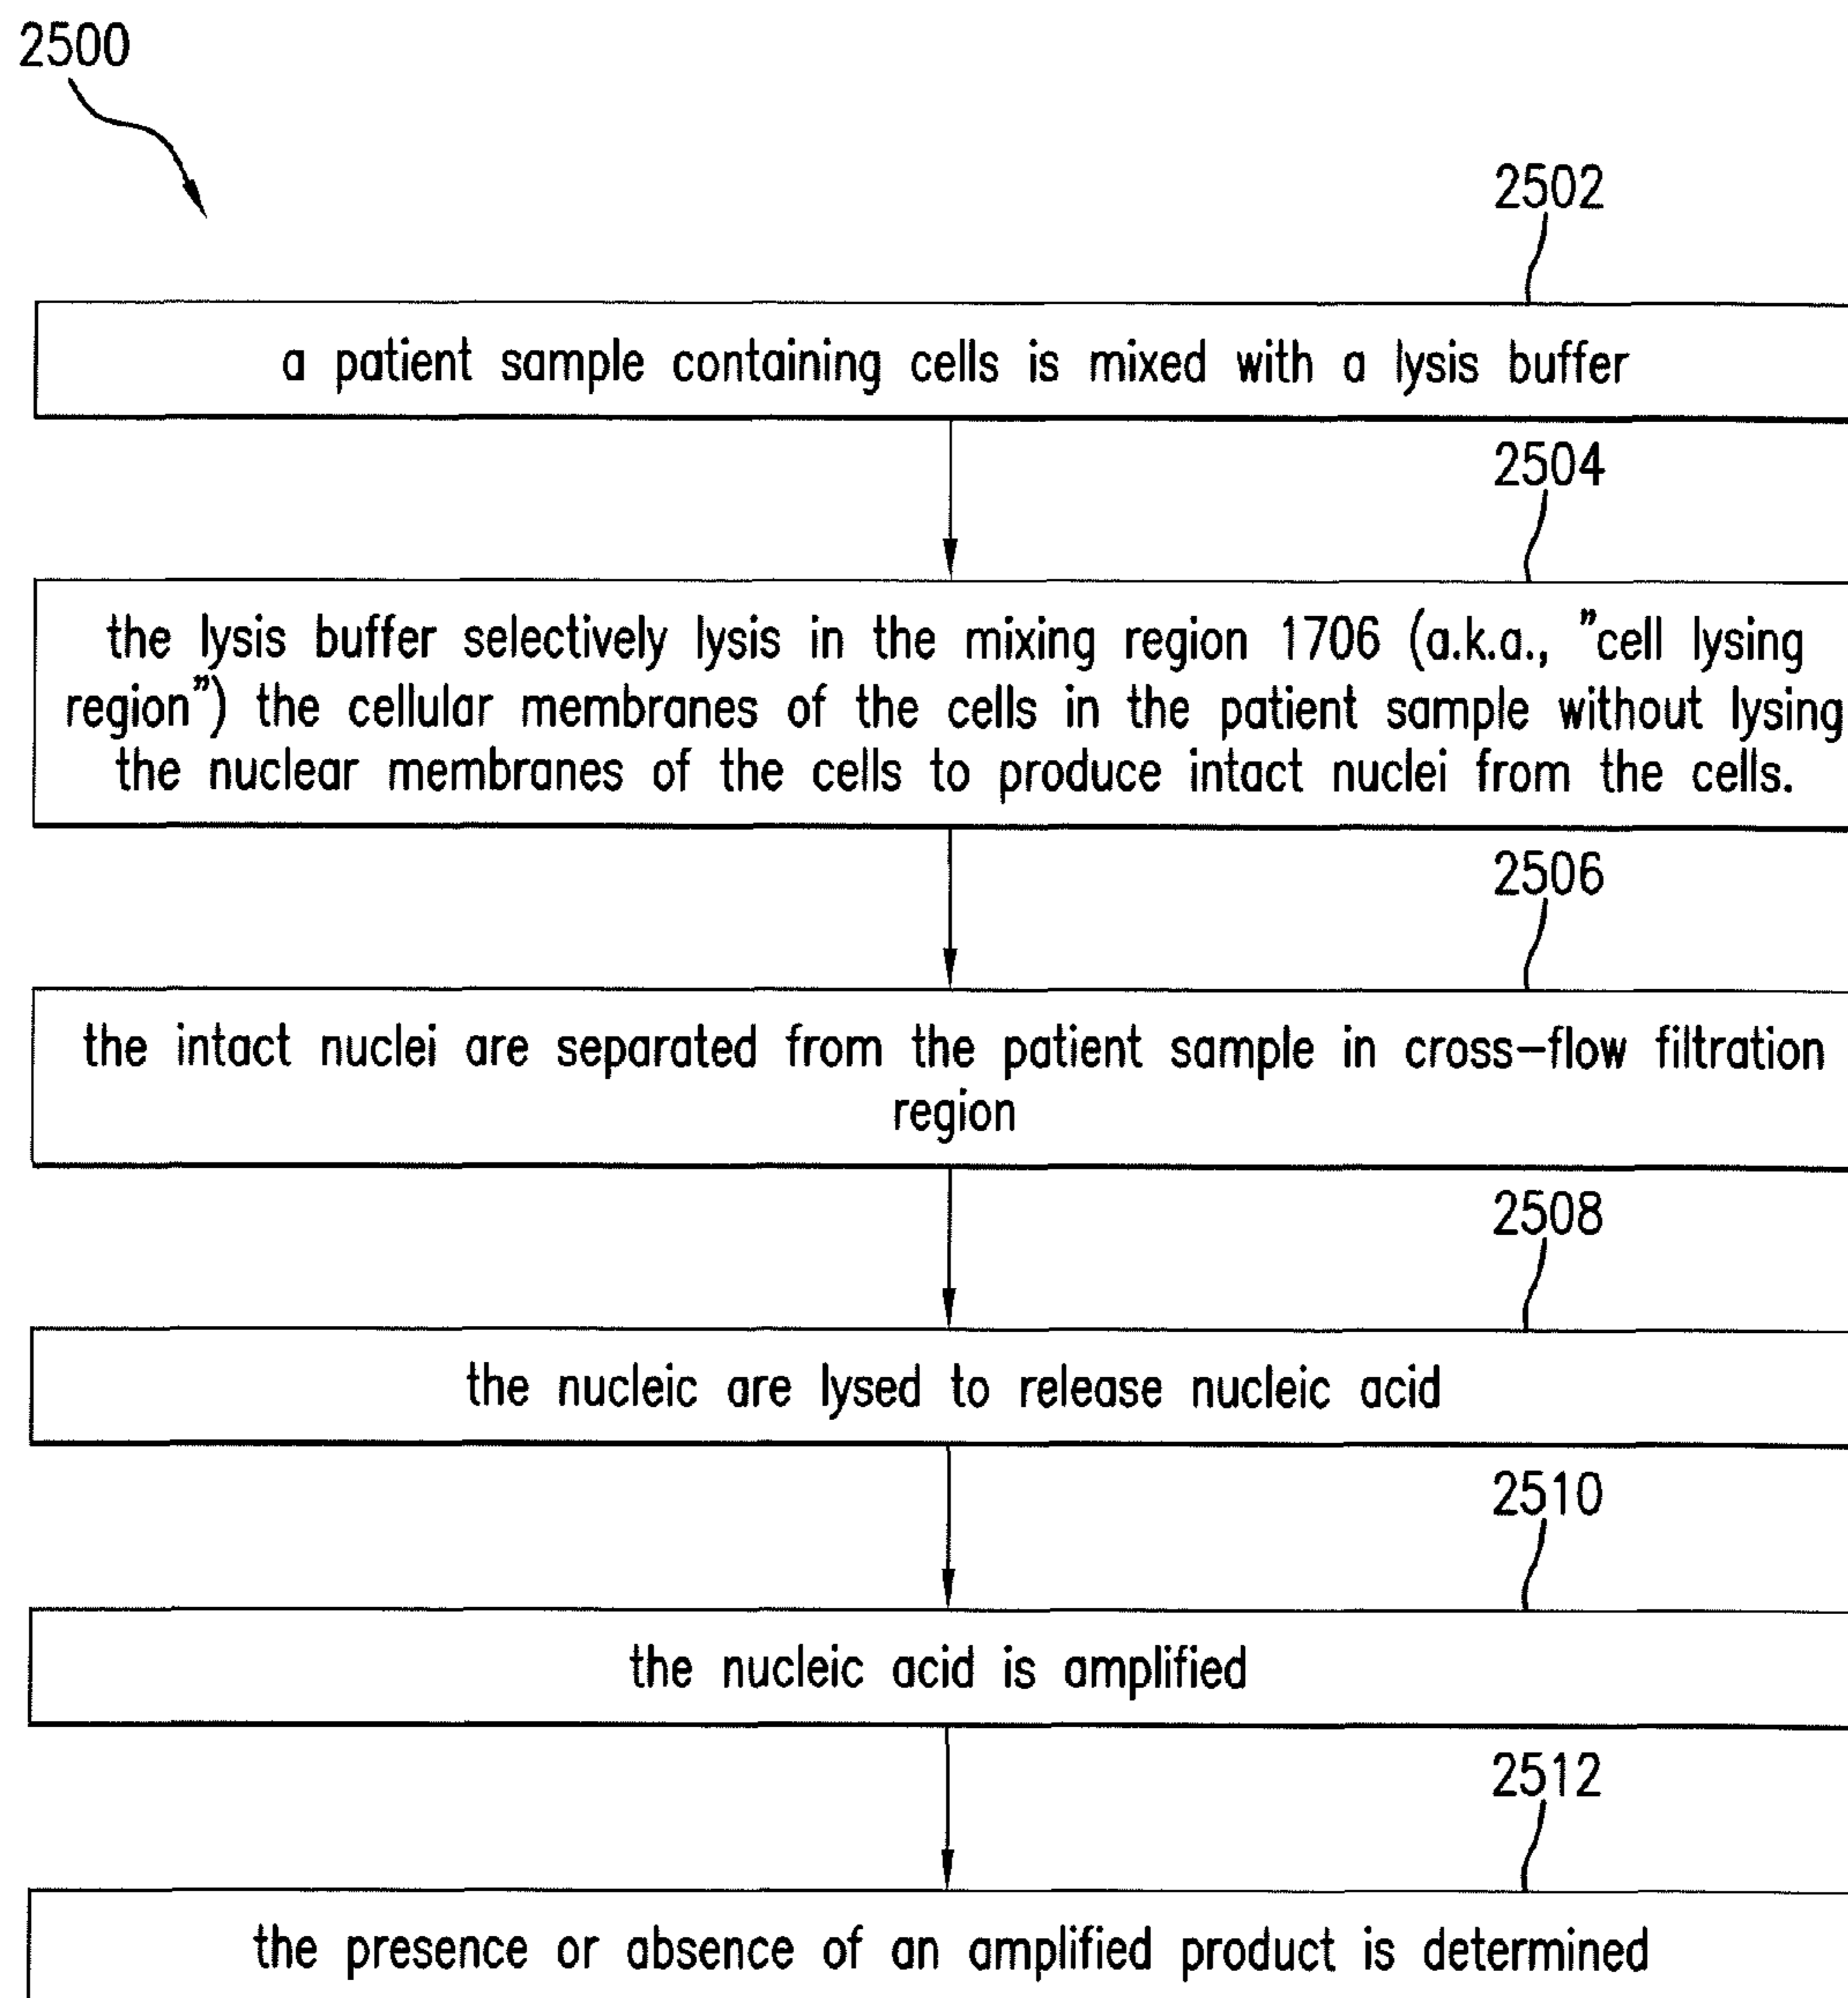 2500
2502
a patient sample containing cells is mixed with a lysis buffer
2504
the lysis buffer selectively lysis in the mixing region 1706 (a.k.a., "cell lysing
region") the cellular membranes of the cells in the patient sample without lysing
the nuclear membranes of the cells to produce intact nuclei from the cells.
2506
the intact nuclei are separated from the patient sample in cross-flow filtration
region
2508
the nucleic are lysed to release nucleic acid
2510
the nucleic acid is amplified
2512
the presence or absence of an amplified product is determined